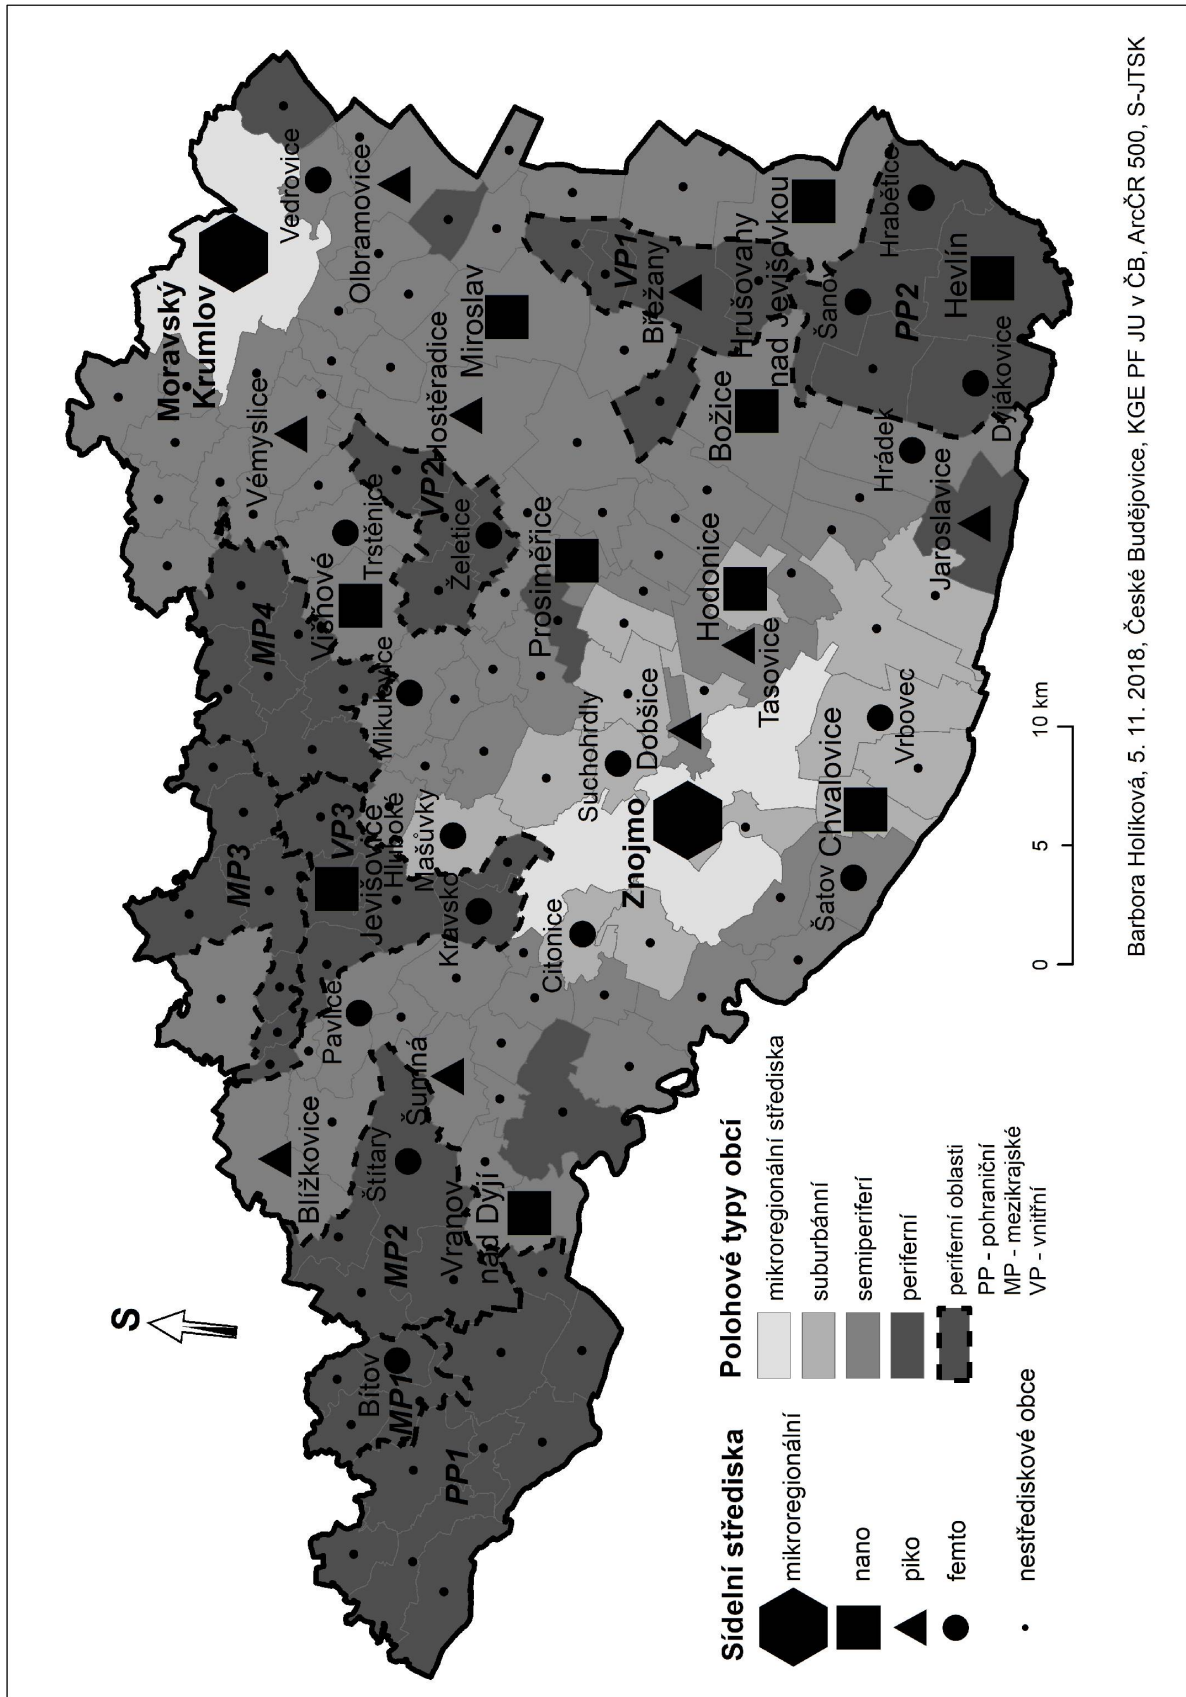 S
Moravský
Krumlov
Vedrovice
Olbramovice
Vémyslice
Hostěradice
Miroslav
Trstěnice
Višňové
VP2
Želetice
MP4
Mikulovice
Prosiměřice
MP3
VP3
Jevišovice
Hluboké
Mašůvky
Kravsko
Pavlice
Blížkovice
Štítary
Šumná
MP2
Vranov
nad Dyjí
Bítov
MP1
PP1
Citonice
Suchohrdly
Dobšice
Znojmo
Hodonice
Tasovice
Božice
VP1
Břežany
Hrušovany
nad Jevišovkou
Šanov
Hrabětice
PP2
Hevlín
Dyjákovice
Hrádek
Jaroslavice
Vrbovec
Chvalovice
Šatov
0 5 10 km
Sídelní střediska
mikroregionální
nano
piko
femto
nestřediskové obce
Polohové typy obcí
mikroregionální střediska
suburbánní
semiperiferí
periferní
periferní oblasti
PP - pohraniční
MP - mezikrajské
VP - vnitřní
Barbora Holíková, 5. 11. 2018, České Budějovice, KGE PF JU v ČB, ArcČR 500, S-JTSK